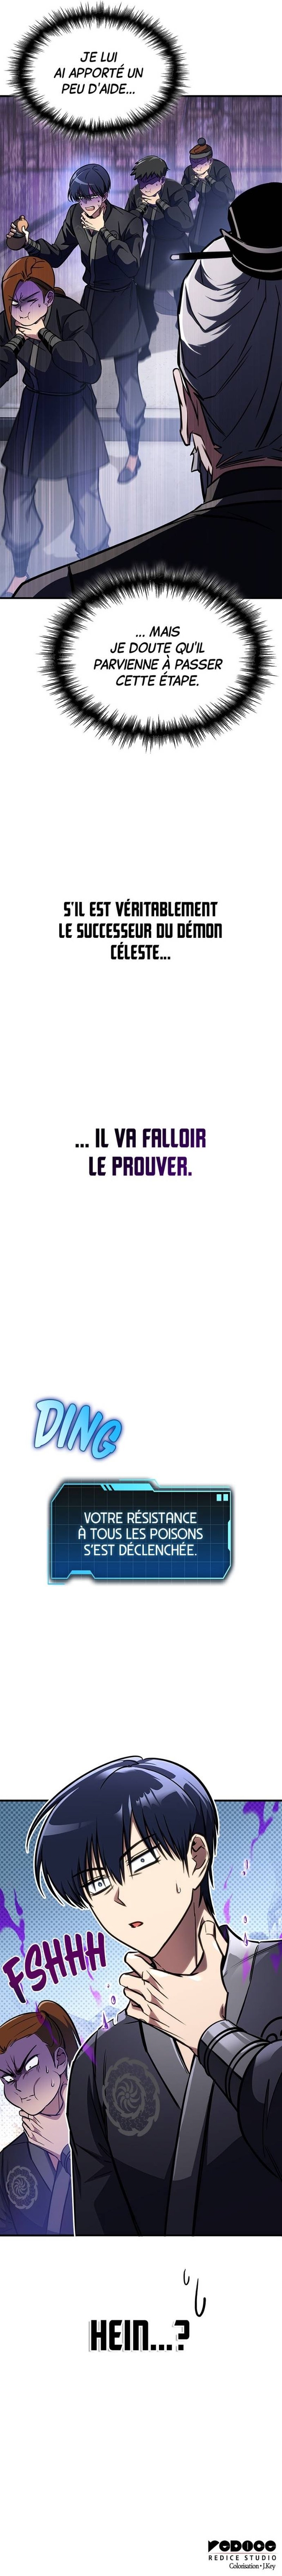 JE LUI
AI APPORTÉ UN
PEU D'AIDE...
... MAIS
JE DOUTE QU'IL
PARVIENNE À PASSER
CETTE ÉTAPE.
S'IL EST VÉRITABLEMENT
LE SUCCESSEUR DU DÉMON
CÉLESTE...
... IL VA FALLOIR
LE PROUVER.
DING
VOTRE RÉSISTANCE
À TOUS LES POISONS
S'EST DÉCLENCHÉE.
FSHHH
HEIN...?
REDICE
REDICE STUDIO
Colorisation • J.Key